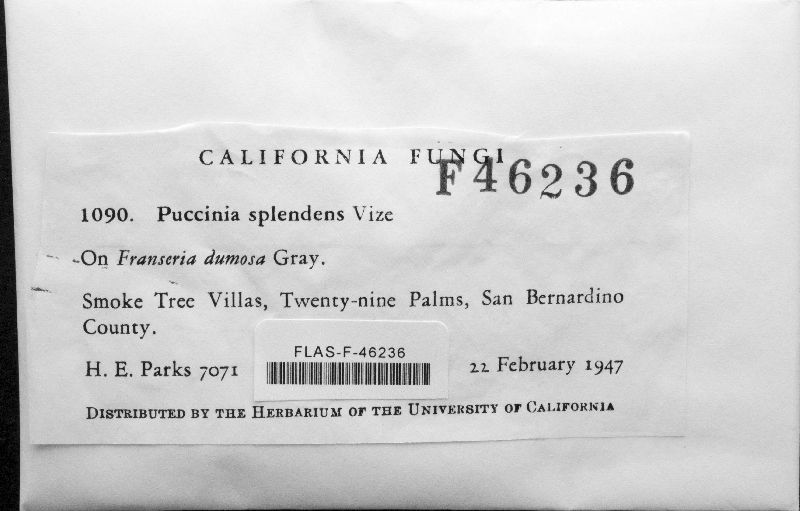 CALIFORNIA FUNGI
F46236
1090. Puccinia splendens Vize
On Franseria dumosa Gray.
Smoke Tree Villas, Twenty-nine Palms, San Bernardino
County.
FLAS-F-46236
H. E. Parks 7071 22 February 1947
DISTRIBUTED BY THE HERBARIUM OF THE UNIVERSITY OF CALIFORNIA